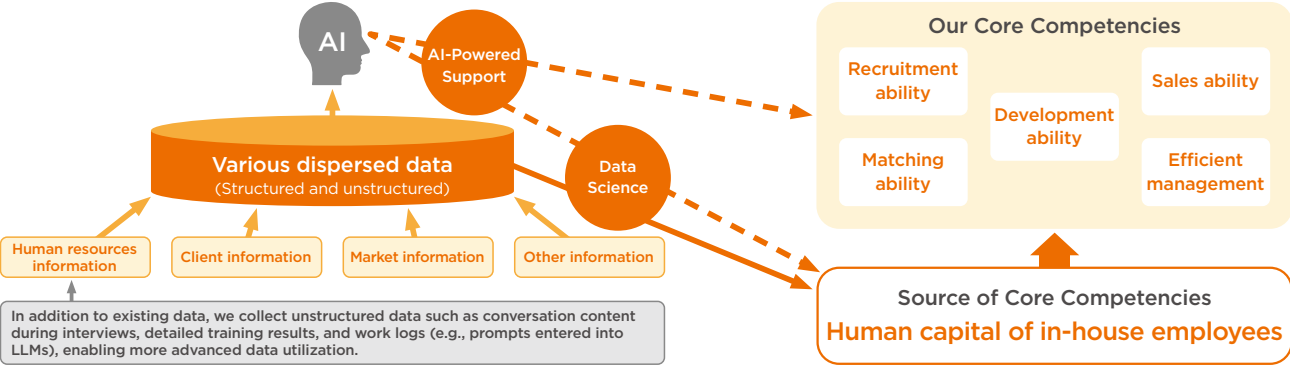 AI
AI-Powered
Support
Various dispersed data
(Structured and unstructured)
Data
Science
Human resources
information
Client information
Market information
Other information
In addition to existing data, we collect unstructured data such as conversation content
during interviews, detailed training results, and work logs (e.g., prompts entered into
LLMs), enabling more advanced data utilization.
Our Core Competencies
Recruitment
ability
Sales ability
Development
ability
Matching
ability
Efficient
management
Source of Core Competencies
Human capital of in-house employees